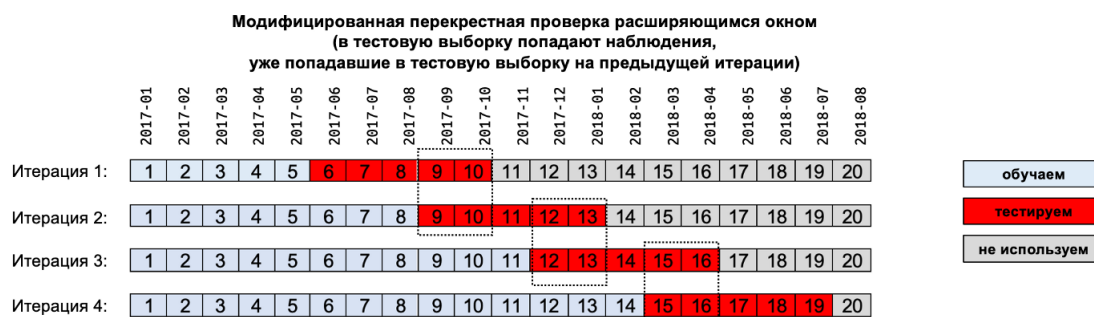 Модифицированная перекрестная проверка расширяющимся окном
(в тестовую выборку попадают наблюдения,
уже попадавшие в тестовую выборку на предыдущей итерации)
2017-01 2017-02 2017-03 2017-04 2017-05 2017-06 2017-07 2017-08 2017-09 2017-10 2017-11 2017-12 2018-01 2018-02 2018-03 2018-04 2018-05 2018-06 2018-07 2018-08
Итерация 1: 1 2 3 4 5 6 7 8 9 10 11 12 13 14 15 16 17 18 19 20
обучаем
Итерация 2: 1 2 3 4 5 6 7 8 9 10 11 12 13 14 15 16 17 18 19 20
тестируем
Итерация 3: 1 2 3 4 5 6 7 8 9 10 11 12 13 14 15 16 17 18 19 20
не используем
Итерация 4: 1 2 3 4 5 6 7 8 9 10 11 12 13 14 15 16 17 18 19 20